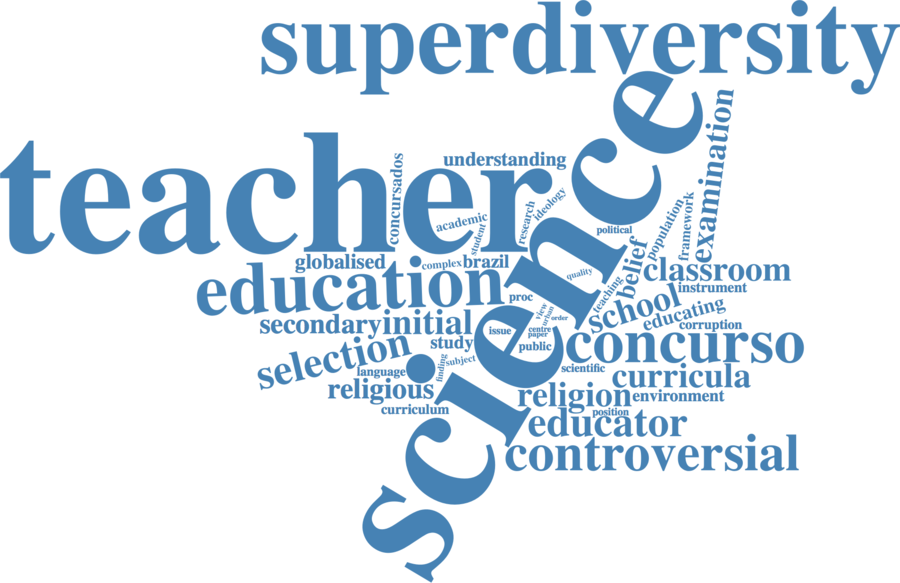 superdiversity
science
teacher
examination
understanding
concursados
ideology
research
academic
student
population
framework
political
belief
globalised
complex
brazil
classroom
quality
education
teaching
instrument
proc
school
view
urban
order
educating
secondary
initial
issue
centre
paper
corruption
study
public
concurso
selection
subject
finding
scientific
language
curricula
religious
religion
environment
curriculum
position
educator
controversial